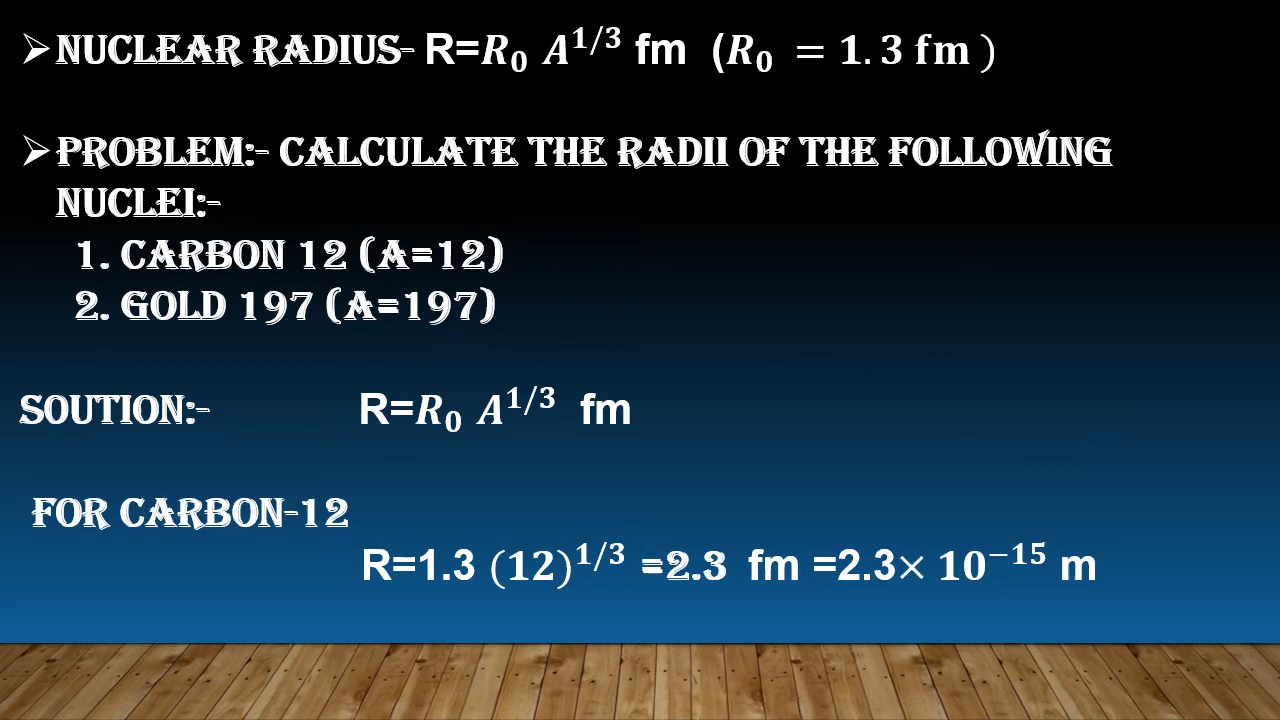 ➢NUCLEAR RADIUS- R=𝑹₀ 𝑨^𝟏/𝟑 fm (𝑹₀ = 𝟏.𝟑 fm )
➢PROBLEM:- CALCULATE THE RADII OF THE FOLLOWING
NUCLEI:-
1. CARBON 12 (A=12)
2. GOLD 197 (A=197)
SOUTION:- R=𝑹₀ 𝑨^𝟏/𝟑 fm
FOR CARBON-12
R=1.3 (12)^1/3 =2.3 fm =2.3× 10^−15 m